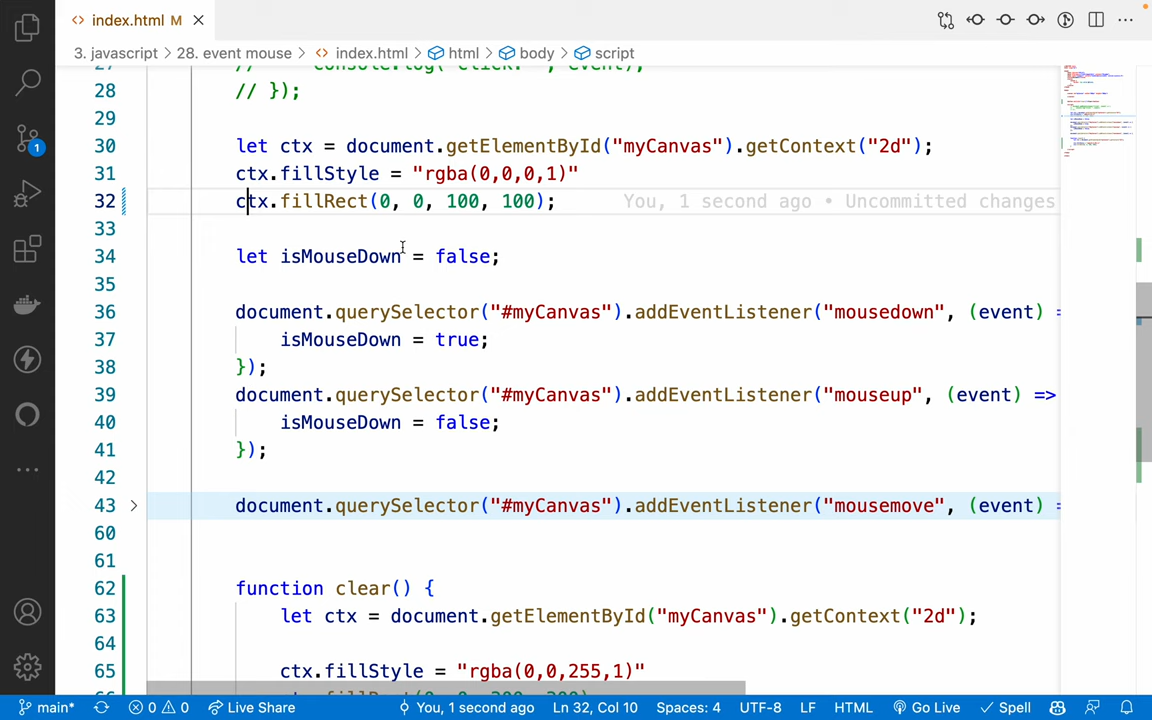 index.html M
3. javascript 28. event mouse index.html html body script
27 // console.log("click: ", event);
28 // });
29
30 let ctx = document.getElementById("myCanvas").getContext("2d");
31 ctx.fillStyle = "rgba(0,0,0,1)"
32 ctx.fillRect(0, 0, 100, 100); You, 1 second ago • Uncommitted changes
33
34 let isMouseDown = false;
35
36 document.querySelector("#myCanvas").addEventListener("mousedown", (event) =
37 isMouseDown = true;
38 });
39 document.querySelector("#myCanvas").addEventListener("mouseup", (event) =>
40 isMouseDown = false;
41 });
42
43 document.querySelector("#myCanvas").addEventListener("mousemove", (event) =
60
61
62 function clear() {
63 let ctx = document.getElementById("myCanvas").getContext("2d");
64
65 ctx.fillStyle = "rgba(0,0,255,1)"
1
main* 0 0 Live Share You, 1 second ago Ln 32, Col 10 Spaces: 4 UTF-8 LF HTML Go Live Spell